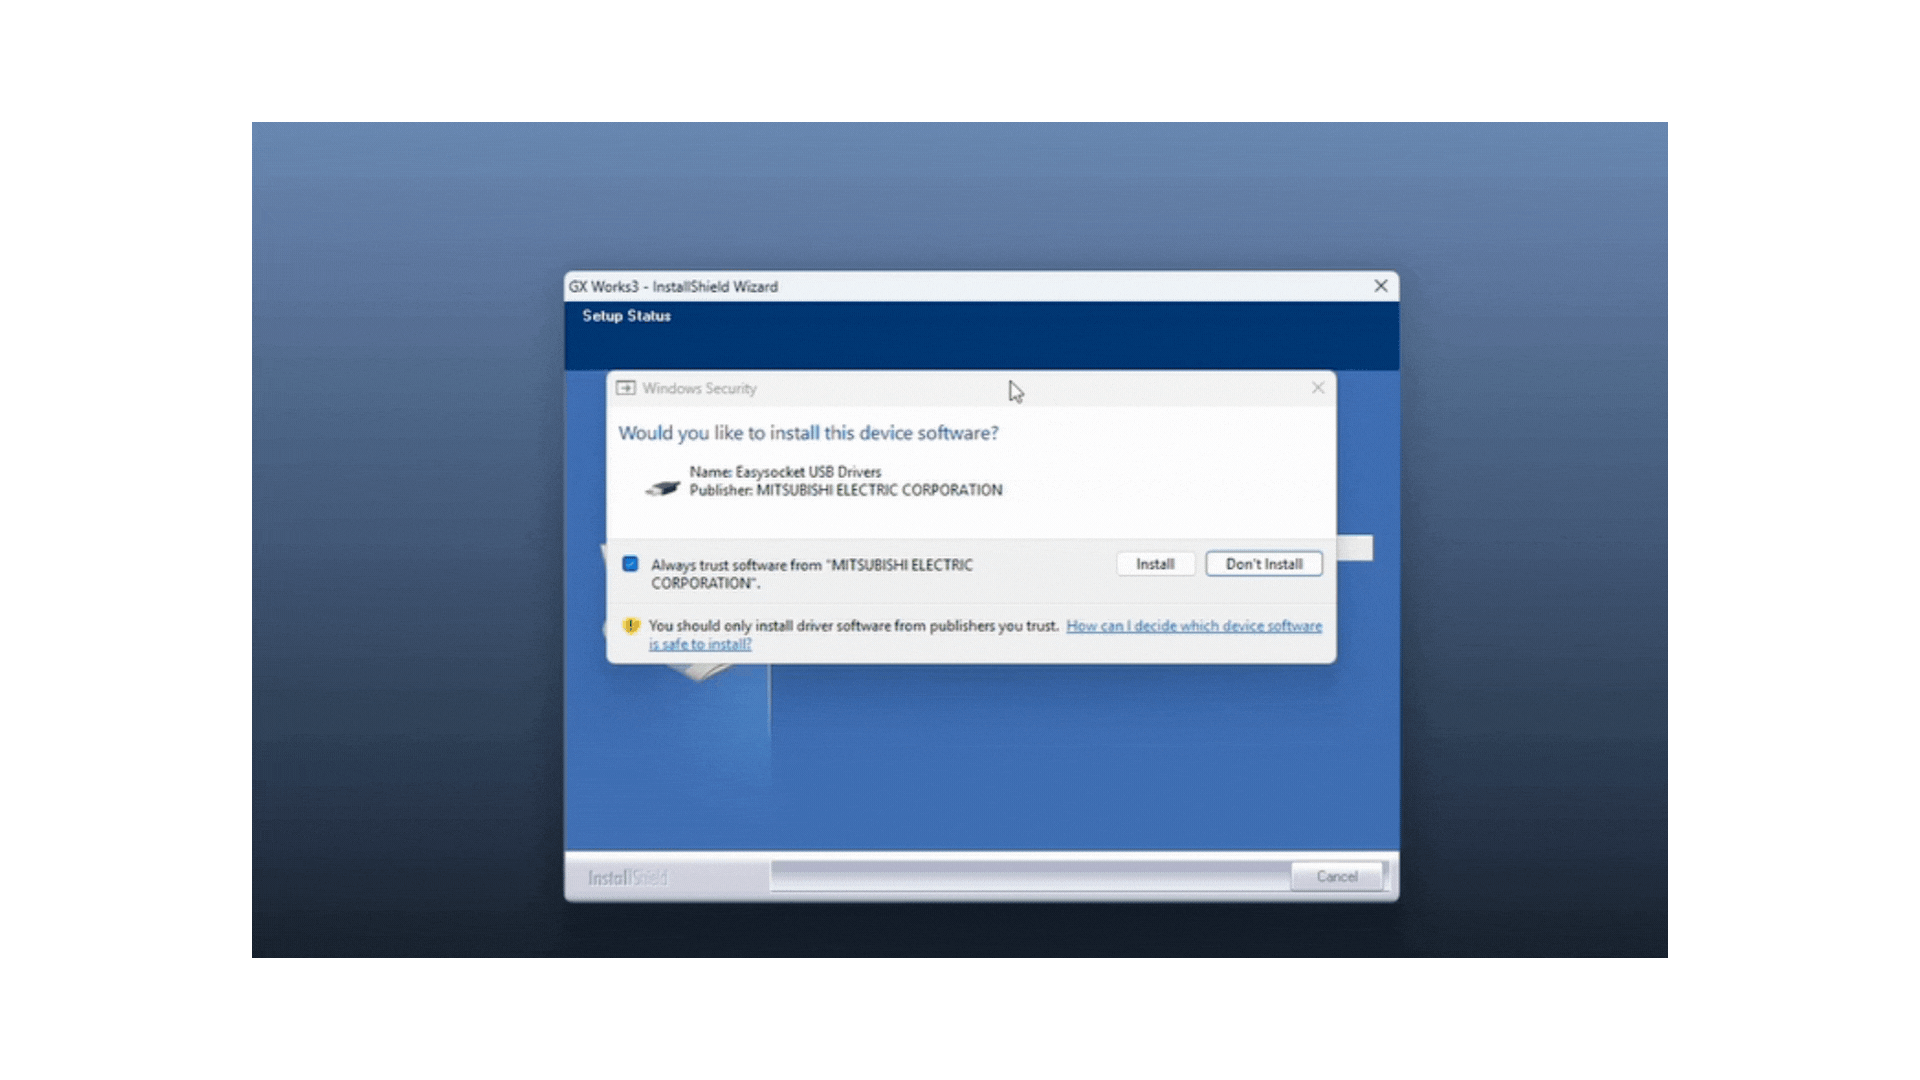 GX Works3 - InstallShield Wizard
Setup Status
Windows Security
Would you like to install this device software?
Name: Easysocket USB Drivers
Publisher: MITSUBISHI ELECTRIC CORPORATION
Always trust software from "MITSUBISHI ELECTRIC
CORPORATION".
Install
Don't Install
You should only install driver software from publishers you trust. How can I decide which device software
is safe to install?
InstallShield
Cancel